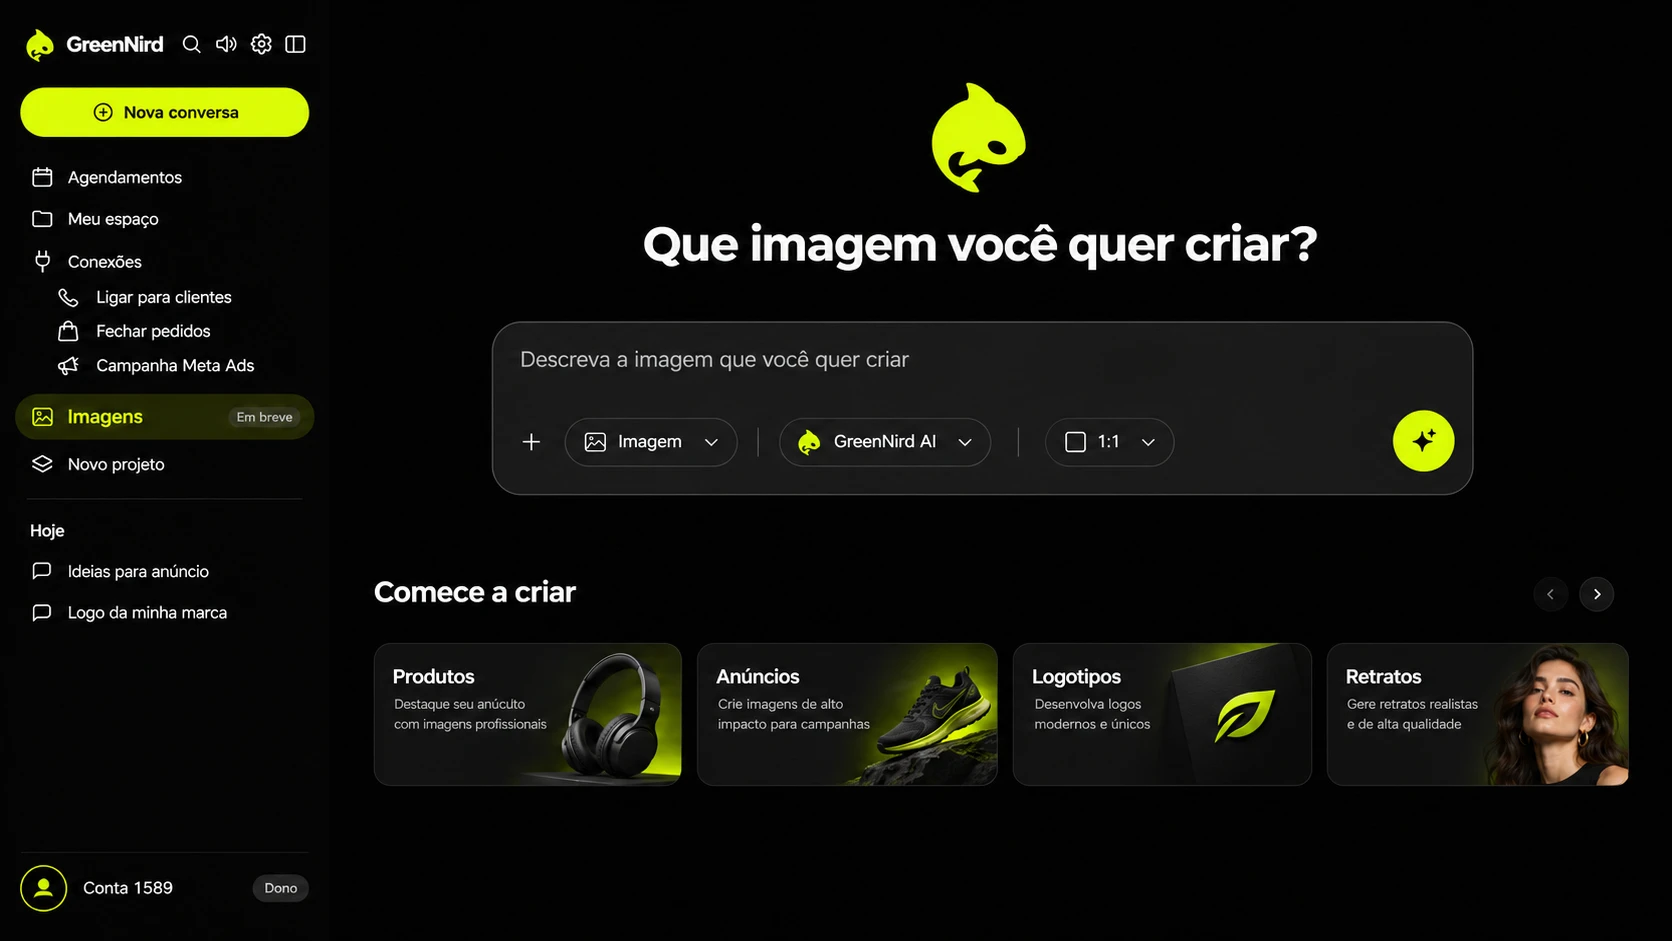 GreenNird
Nova conversa
Agendamentos
Meu espaço
Conexões
Ligar para clientes
Fechar pedidos
Campanha Meta Ads
Imagens
Em breve
Novo projeto
Hoje
Ideias para anúncio
Logo da minha marca
Conta 1589
Dono
Que imagem você quer criar?
Descreva a imagem que você quer criar
Imagem
GreenNird AI
1:1
Comece a criar
Produtos
Destaque seu anúcuto
com imagens profissionais
Anúncios
Crie imagens de alto
impacto para campanhas
Logotipos
Desenvolva logos
modernos e únicos
Retratos
Gere retratos realistas
e de alta qualidade